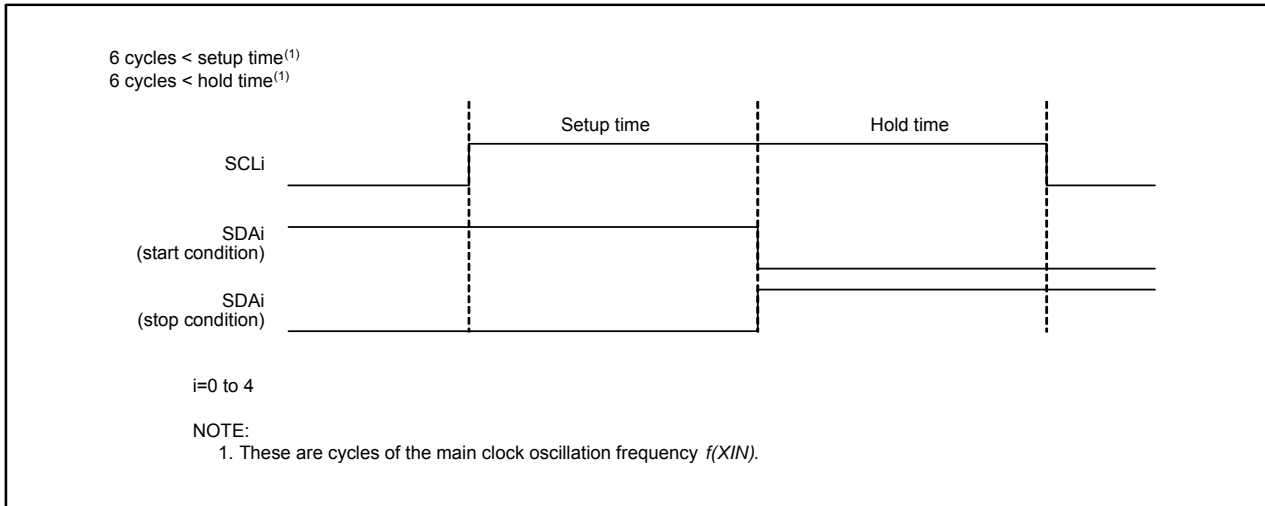 6 cycles < setup time(1)
6 cycles < hold time(1)
Setup time
Hold time
SCLi
SDAi
(start condition)
SDAi
(stop condition)
i=0 to 4
NOTE:
1. These are cycles of the main clock oscillation frequency f(XIN).